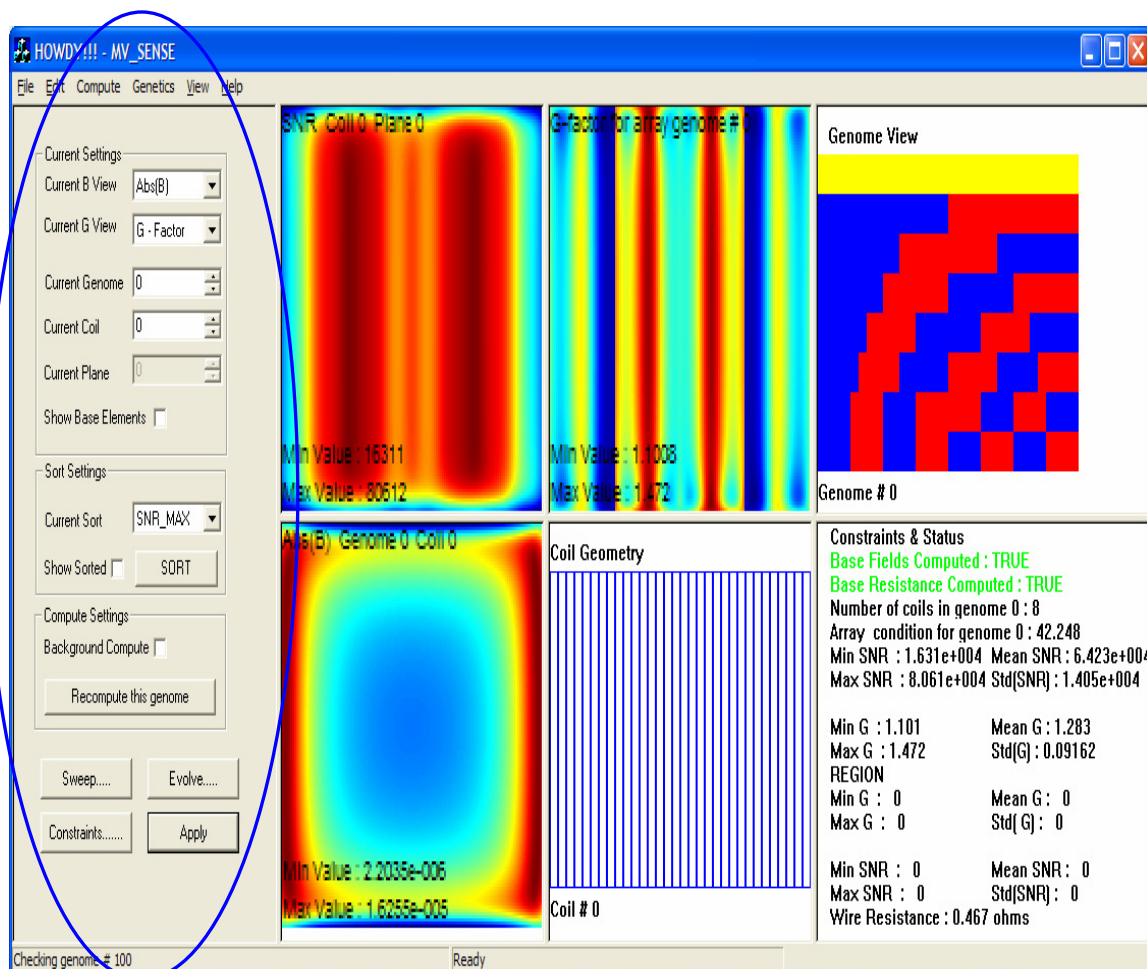 HOWDY!!! - MV_SENSE
File Edit Compute Genetics View Help
Current Settings
Current B View Abs(B)
Current G View G - Factor
Current Genome 0
Current Coil 0
Current Plane 0
Show Base Elements
Sort Settings
Current Sort SNR_MAX
Show Sorted SORT
Compute Settings
Background Compute
Recompute this genome
Sweep..... Evolve.....
Constraints....... Apply
SNR Coil 0 Plane 0
Min Value : 16311
Max Value : 80612
G-factor for array genome # 0
Min Value : 1.1008
Max Value : 1.472
Genome View
Genome # 0
Abs(B) Genome 0 Coil 0
Min Value : 2.2035e-006
Max Value : 1.6255e-005
Coil Geometry
Coil # 0
Constraints & Status
Base Fields Computed : TRUE
Base Resistance Computed : TRUE
Number of coils in genome 0 : 8
Array condition for genome 0 : 42.248
Min SNR : 1.631e+004 Mean SNR : 6.423e+004
Max SNR : 8.061e+004 Std(SNR) : 1.405e+004
Min G : 1.101 Mean G : 1.283
Max G : 1.472 Std(G) : 0.09162
REGION
Min G : 0 Mean G : 0
Max G : 0 Std( G) : 0
Min SNR : 0 Mean SNR : 0
Max SNR : 0 Std(SNR) : 0
Wire Resistance : 0.467 ohms
Checking genome # 100 Ready